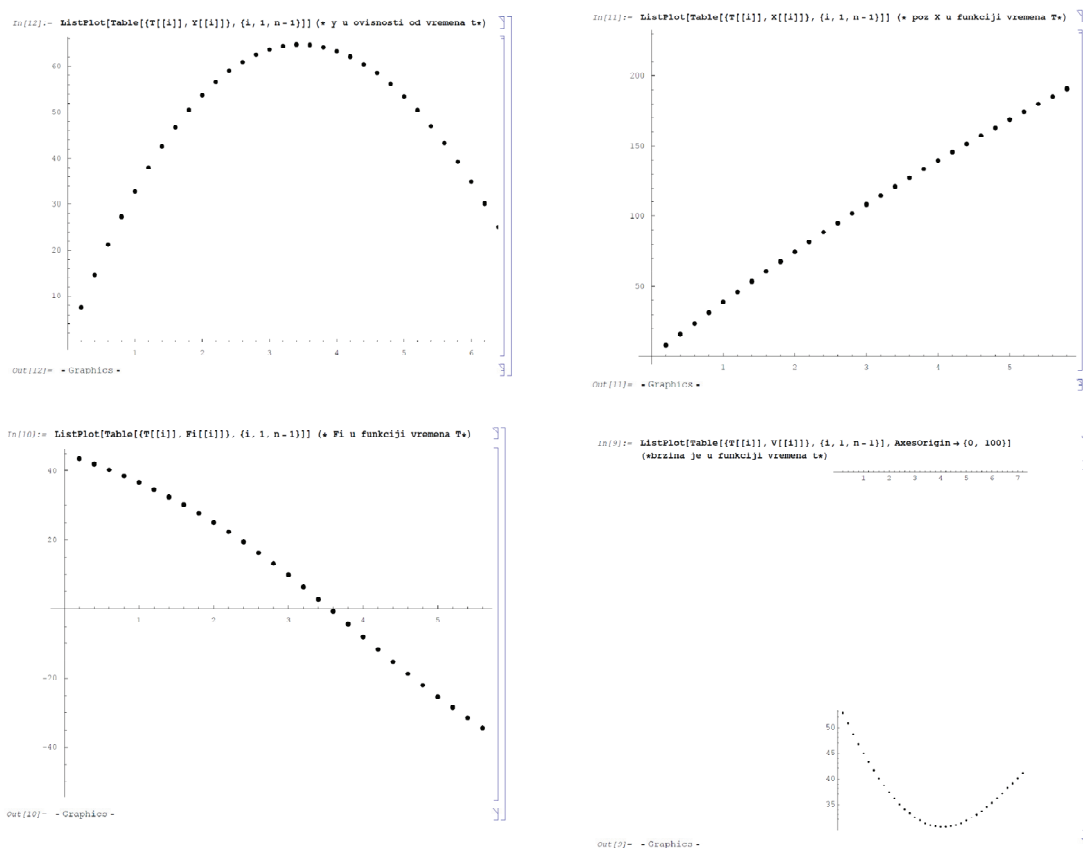 In[12]:= ListPlot[Table[{T[[i]], Y[[i]]}, {i, 1, n-1}]] (* y u ovisnosti od vremena t*)
60
50
40
30
20
10
1 2 3 4 5 6
Out[12]= - Graphics -
In[11]:= ListPlot[Table[{T[[i]], X[[i]]}, {i, 1, n-1}]] (* poz X u funkciji vremena T*)
200
150
100
50
1 2 3 4 5
Out[11]= - Graphics -
In[10]:= ListPlot[Table[{T[[i]], Fi[[i]]}, {i, 1, n-1}]] (* Fi u funkciji vremena T*)
40
20
1 2 3 4 5
-20
-40
Out[10]= - Graphics -
In[9]:= ListPlot[Table[{T[[i]], V[[i]]}, {i, 1, n-1}], AxesOrigin → {0, 100}]
(*brzina je u funkciji vremena t*)
1 2 3 4 5 6 7
50
45
40
35
Out[9]= - Graphics -